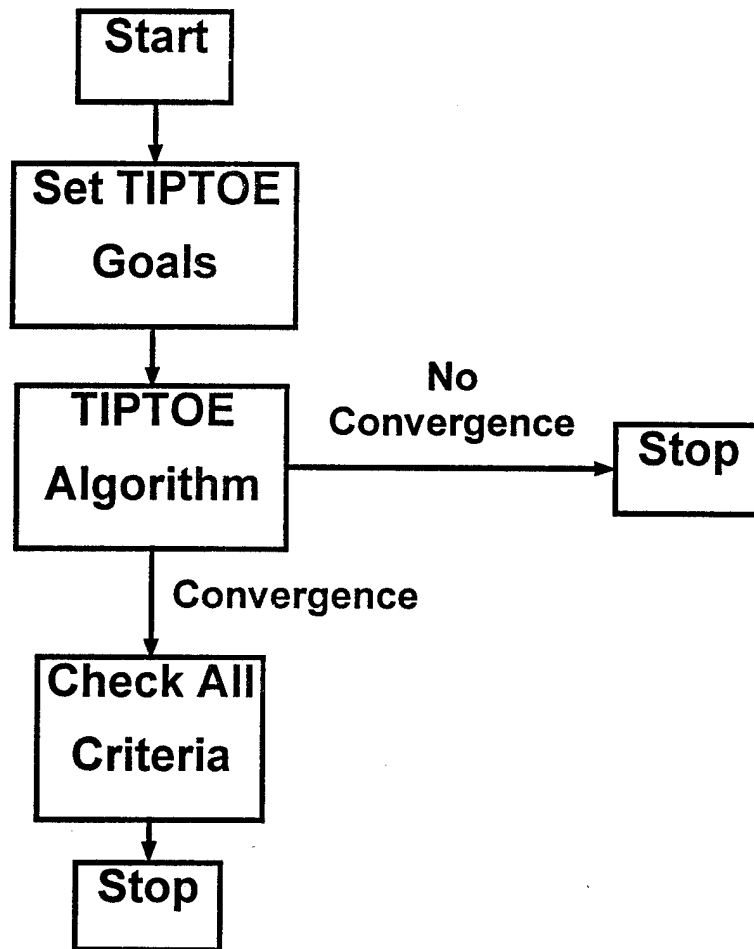 Start
Set TIPTOE
Goals
TIPTOE
Algorithm
No
Convergence
Stop
Convergence
Check All
Criteria
Stop